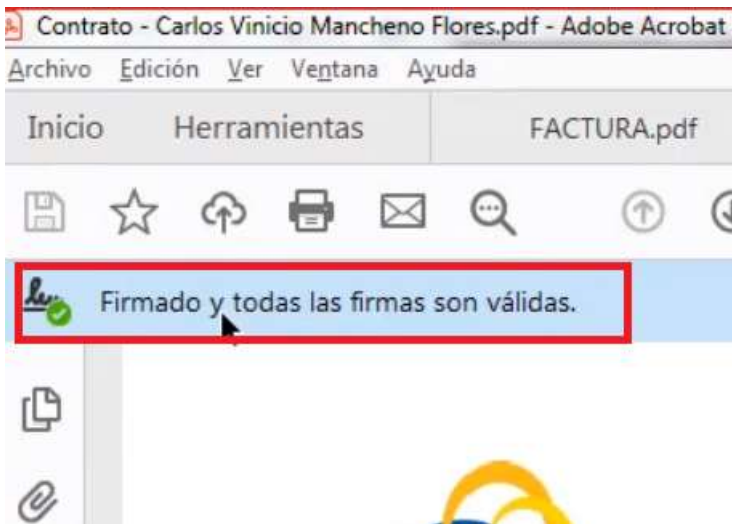 Contrato - Carlos Vinicio Mancheno Flores.pdf - Adobe Acrobat
Archivo Edición Ver Ventana Ayuda
Inicio Herramientas FACTURA.pdf
Firmado y todas las firmas son válidas.